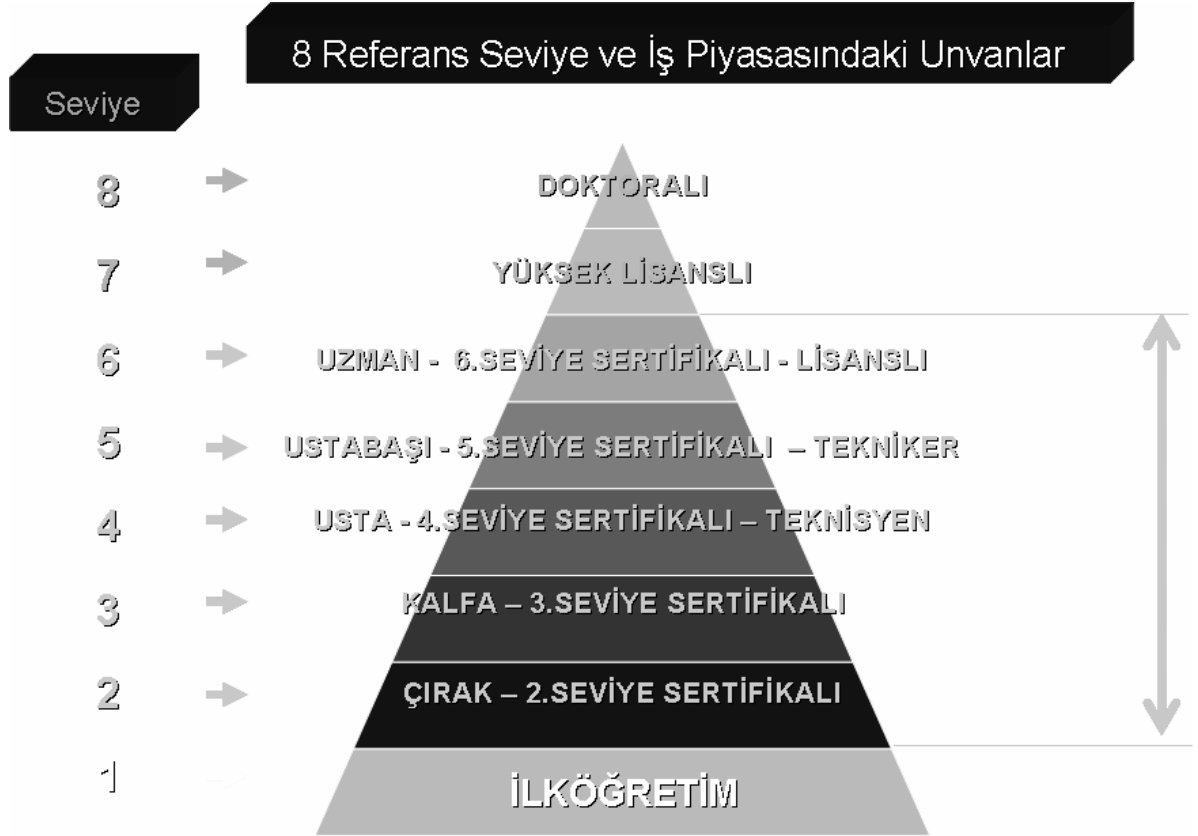 8 Referans Seviye ve İş Piyasasındaki Unvanlar
Seviye
8 DOKTORALI
7 YÜKSEK LİSANSLI
6 UZMAN - 6.SEVİYE SERTİFİKALI - LİSANSLI
5 USTABAŞI - 5.SEVİYE SERTİFİKALI – TEKNİKER
4 USTA - 4.SEVİYE SERTİFİKALI – TEKNİSYEN
3 KALFA – 3.SEVİYE SERTİFİKALI
2 ÇIRAK – 2.SEVİYE SERTİFİKALI
1 İLKÖĞRETİM